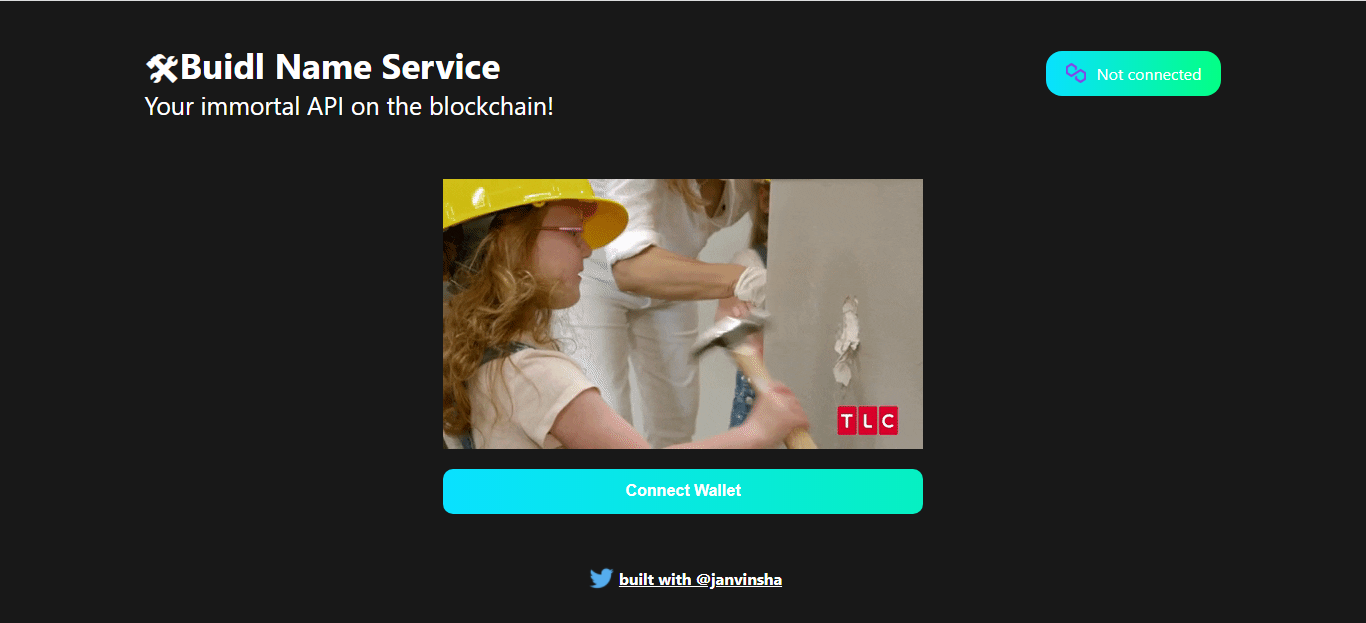 🛠Buidl Name Service
Not connected
Your immortal API on the blockchain!
TLC
Connect Wallet
built with @janvinsha